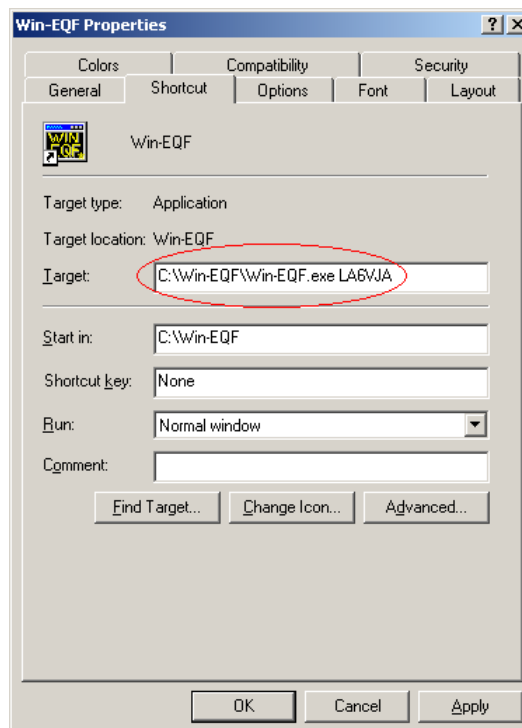 Win-EQF Properties
? X
Colors Compatibility Security
General Shortcut Options Font Layout
WIN
EQF
Win-EQF
Target type: Application
Target location: Win-EQF
Target: C:\Win-EQF\Win-EQF.exe LA6VJA
Start in: C:\Win-EQF
Shortcut key: None
Run: Normal window
Comment:
Find Target... Change Icon... Advanced...
OK Cancel Apply